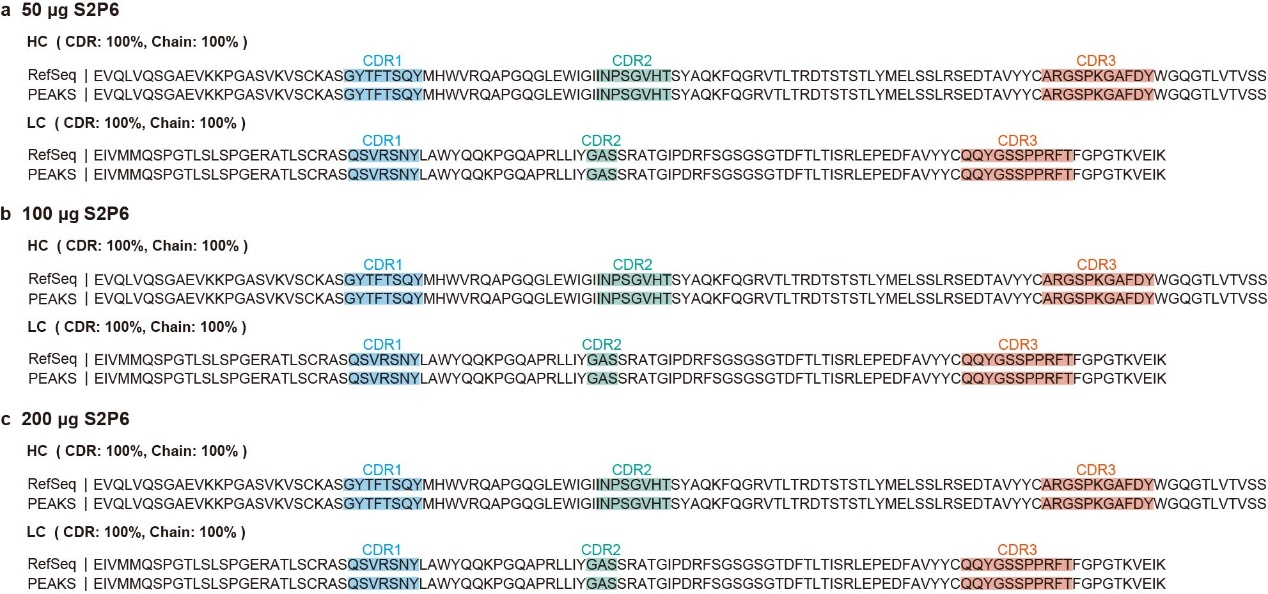 a 50 µg S2P6
HC ( CDR: 100%, Chain: 100% )
CDR1 CDR2 CDR3
RefSeq | EVQLVQSGAEVKKPGASVKVSCKASGYTFTSQYMHWVRQAPGQGLEWIGIINPSGVHTSYAQKFQGRVTLTRDTSTSTLYMELSSLRSEDTAVYYCARGSPKGAFDYWGQGTLVTVSS
PEAKS | EVQLVQSGAEVKKPGASVKVSCKASGYTFTSQYMHWVRQAPGQGLEWIGIINPSGVHTSYAQKFQGRVTLTRDTSTSTLYMELSSLRSEDTAVYYCARGSPKGAFDYWGQGTLVTVSS
LC ( CDR: 100%, Chain: 100% )
CDR1 CDR2 CDR3
RefSeq | EIVMMQSPGTLSLSPGERATLSCRASQSVRSNYLAWYQQKPGQAPRLLIYGASSRATGIPDRFSGSGSGTDFTLTISRLEPEDFAVYYCQQYGSSPPRFTFGPGTKVEIK
PEAKS | EIVMMQSPGTLSLSPGERATLSCRASQSVRSNYLAWYQQKPGQAPRLLIYGASSRATGIPDRFSGSGSGTDFTLTISRLEPEDFAVYYCQQYGSSPPRFTFGPGTKVEIK
b 100 µg S2P6
HC ( CDR: 100%, Chain: 100% )
CDR1 CDR2 CDR3
RefSeq | EVQLVQSGAEVKKPGASVKVSCKASGYTFTSQYMHWVRQAPGQGLEWIGIINPSGVHTSYAQKFQGRVTLTRDTSTSTLYMELSSLRSEDTAVYYCARGSPKGAFDYWGQGTLVTVSS
PEAKS | EVQLVQSGAEVKKPGASVKVSCKASGYTFTSQYMHWVRQAPGQGLEWIGIINPSGVHTSYAQKFQGRVTLTRDTSTSTLYMELSSLRSEDTAVYYCARGSPKGAFDYWGQGTLVTVSS
LC ( CDR: 100%, Chain: 100% )
CDR1 CDR2 CDR3
RefSeq | EIVMMQSPGTLSLSPGERATLSCRASQSVRSNYLAWYQQKPGQAPRLLIYGASSRATGIPDRFSGSGSGTDFTLTISRLEPEDFAVYYCQQYGSSPPRFTFGPGTKVEIK
PEAKS | EIVMMQSPGTLSLSPGERATLSCRASQSVRSNYLAWYQQKPGQAPRLLIYGASSRATGIPDRFSGSGSGTDFTLTISRLEPEDFAVYYCQQYGSSPPRFTFGPGTKVEIK
c 200 µg S2P6
HC ( CDR: 100%, Chain: 100% )
CDR1 CDR2 CDR3
RefSeq | EVQLVQSGAEVKKPGASVKVSCKASGYTFTSQYMHWVRQAPGQGLEWIGIINPSGVHTSYAQKFQGRVTLTRDTSTSTLYMELSSLRSEDTAVYYCARGSPKGAFDYWGQGTLVTVSS
PEAKS | EVQLVQSGAEVKKPGASVKVSCKASGYTFTSQYMHWVRQAPGQGLEWIGIINPSGVHTSYAQKFQGRVTLTRDTSTSTLYMELSSLRSEDTAVYYCARGSPKGAFDYWGQGTLVTVSS
LC ( CDR: 100%, Chain: 100% )
CDR1 CDR2 CDR3
RefSeq | EIVMMQSPGTLSLSPGERATLSCRASQSVRSNYLAWYQQKPGQAPRLLIYGASSRATGIPDRFSGSGSGTDFTLTISRLEPEDFAVYYCQQYGSSPPRFTFGPGTKVEIK
PEAKS | EIVMMQSPGTLSLSPGERATLSCRASQSVRSNYLAWYQQKPGQAPRLLIYGASSRATGIPDRFSGSGSGTDFTLTISRLEPEDFAVYYCQQYGSSPPRFTFGPGTKVEIK